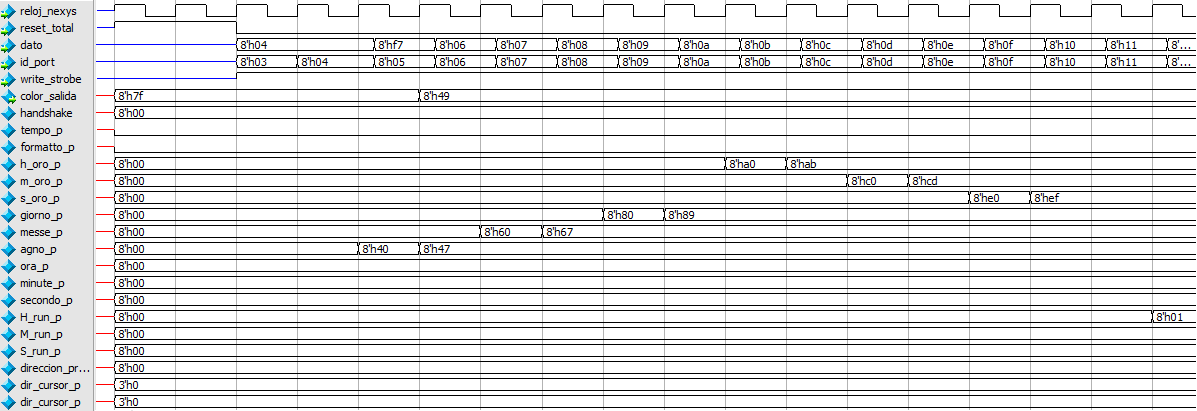 reloj_nexys
reset_total
dato 8'h04 8'hf7 8'h06 8'h07 8'h08 8'h09 8'h0a 8'h0b 8'h0c 8'h0d 8'h0e 8'h0f 8'h10 8'h11 8'...
id_port 8'h03 8'h04 8'h05 8'h06 8'h07 8'h08 8'h09 8'h0a 8'h0b 8'h0c 8'h0d 8'h0e 8'h0f 8'h10 8'h11 8'...
write_strobe
color_salida 8'h7f 8'h49
handshake 8'h00
tempo_p
formatto_p
h_oro_p 8'h00 8'ha0 8'hab
m_oro_p 8'h00 8'hc0 8'hcd
s_oro_p 8'h00 8'he0 8'hef
giorno_p 8'h00 8'h80 8'h89
messe_p 8'h00 8'h60 8'h67
agno_p 8'h00 8'h40 8'h47
ora_p 8'h00
minute_p 8'h00
secondo_p 8'h00
H_run_p 8'h00 8'h01
M_run_p 8'h00
S_run_p 8'h00
direccion_pr... 8'h00
dir_cursor_p 3'h0
dir_cursor_p 3'h0